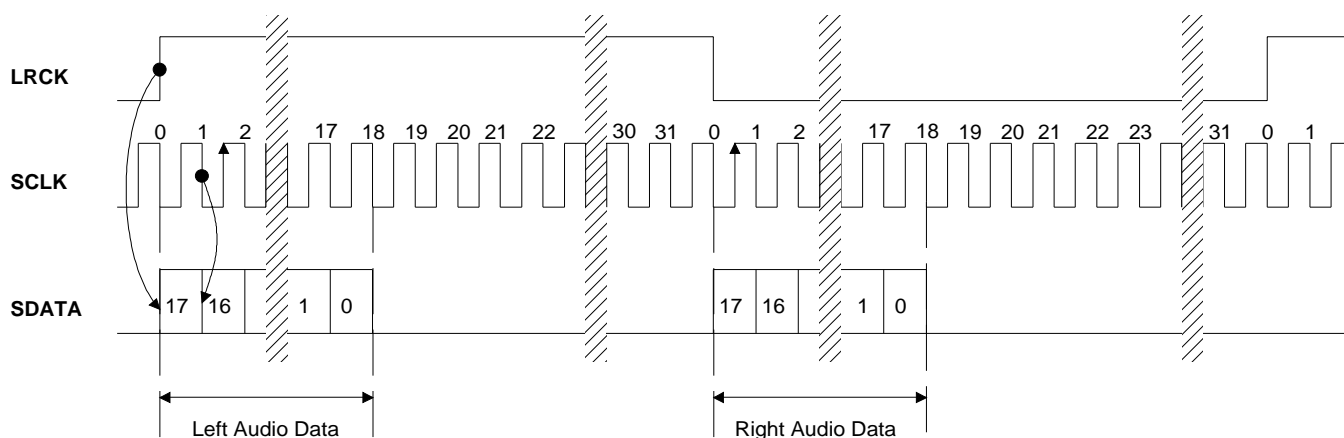 LRCK
0 1 2 17 18 19 20 21 22 30 31 0 1 2 17 18 19 20 21 22 23 31 0 1
SCLK
17 16 1 0 17 16 1 0
SDATA
Left Audio Data Right Audio Data